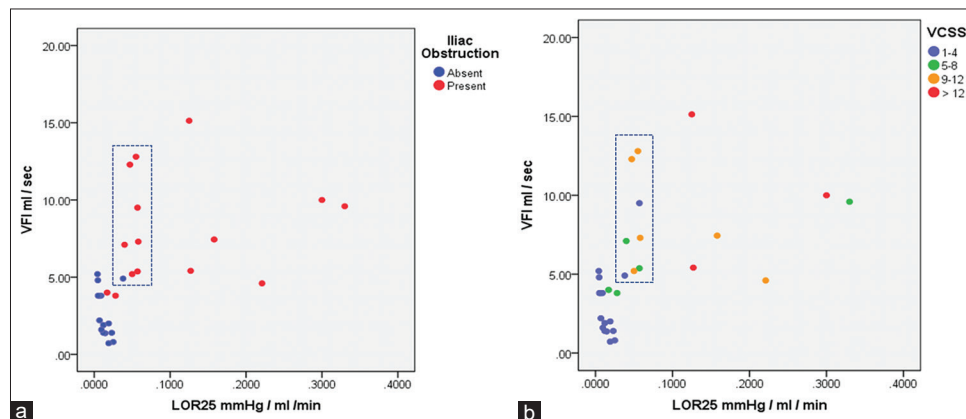 Iliac
Obstruction
Absent
Present
20.00
15.00
10.00
5.00
.00
VFI ml / sec
.0000 .1000 .2000 .3000 .4000
LOR25 mmHg / ml /min
a
VCSS
1-4
5-8
9-12
> 12
20.00
15.00
10.00
5.00
.00
VFI ml / sec
.0000 .1000 .2000 .3000 .4000
LOR25 mmHg / ml / min
b